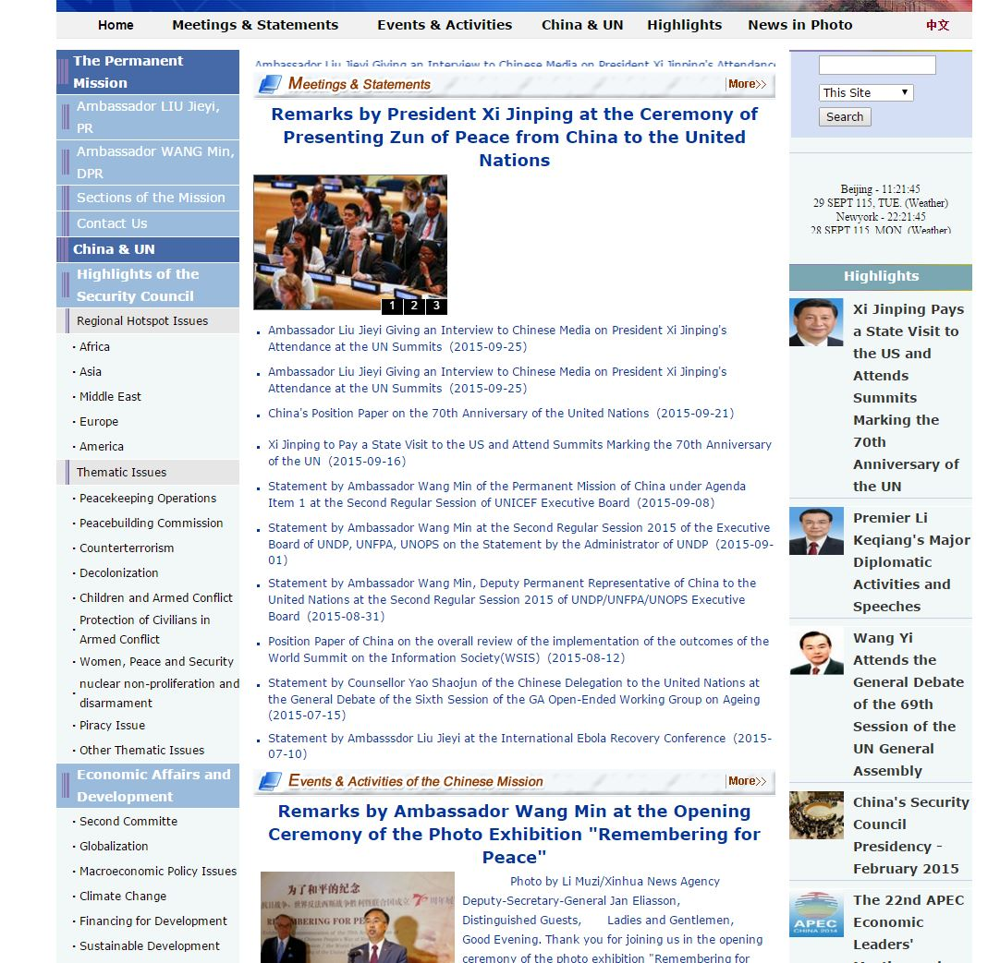 Home Meetings & Statements Events & Activities China & UN Highlights News in Photo 中文
The Permanent
Mission
Ambassador LIU Jieyi,
PR
Ambassador WANG Min,
DPR
Sections of the Mission
Contact Us
China & UN
Highlights of the
Security Council
Regional Hotspot Issues
· Africa
· Asia
· Middle East
· Europe
· America
Thematic Issues
· Peacekeeping Operations
· Peacebuilding Commission
· Counterterrorism
· Decolonization
· Children and Armed Conflict
· Protection of Civilians in
Armed Conflict
· Women, Peace and Security
· nuclear non-proliferation and
disarmament
· Piracy Issue
· Other Thematic Issues
Economic Affairs and
Development
· Second Committe
· Globalization
· Macroeconomic Policy Issues
· Climate Change
· Financing for Development
· Sustainable Development
Ambassador Liu Jieyi Giving an Interview to Chinese Media on President Xi Jinping's Attendance
Meetings & Statements More>>
Remarks by President Xi Jinping at the Ceremony of
Presenting Zun of Peace from China to the United
Nations
1 2 3
Ambassador Liu Jieyi Giving an Interview to Chinese Media on President Xi Jinping's
Attendance at the UN Summits (2015-09-25)
Ambassador Liu Jieyi Giving an Interview to Chinese Media on President Xi Jinping's
Attendance at the UN Summits (2015-09-25)
China's Position Paper on the 70th Anniversary of the United Nations (2015-09-21)
Xi Jinping to Pay a State Visit to the US and Attend Summits Marking the 70th Anniversary
of the UN (2015-09-16)
Statement by Ambassador Wang Min of the Permanent Mission of China under Agenda
Item 1 at the Second Regular Session of UNICEF Executive Board (2015-09-08)
Statement by Ambassador Wang Min at the Second Regular Session 2015 of the Executive
Board of UNDP, UNFPA, UNOPS on the Statement by the Administrator of UNDP (2015-09-
01)
Statement by Ambassador Wang Min, Deputy Permanent Representative of China to the
United Nations at the Second Regular Session 2015 of UNDP/UNFPA/UNOPS Executive
Board (2015-08-31)
Position Paper of China on the overall review of the implementation of the outcomes of the
World Summit on the Information Society(WSIS) (2015-08-12)
Statement by Counsellor Yao Shaojun of the Chinese Delegation to the United Nations at
the General Debate of the Sixth Session of the GA Open-Ended Working Group on Ageing
(2015-07-15)
Statement by Ambasssdor Liu Jieyi at the International Ebola Recovery Conference (2015-
07-10)
Events & Activities of the Chinese Mission More>>
Remarks by Ambassador Wang Min at the Opening
Ceremony of the Photo Exhibition "Remembering for
Peace"
为了和平的纪念
Photo by Li Muzi/Xinhua News Agency
Deputy-Secretary-General Jan Eliasson,
Distinguished Guests, Ladies and Gentlemen,
Good Evening. Thank you for joining us in the opening
ceremony of the photo exhibition "Remembering for
This Site
Search
Beijing - 11:21:45
29 SEPT 115, TUE. (Weather)
Newyork - 22:21:45
28 SEPT 115, MON. (Weather)
Highlights
Xi Jinping Pays
a State Visit to
the US and
Attends
Summits
Marking the
70th
Anniversary of
the UN
Premier Li
Keqiang's Major
Diplomatic
Activities and
Speeches
Wang Yi
Attends the
General Debate
of the 69th
Session of the
UN General
Assembly
China's Security
Council
Presidency -
February 2015
APEC
CHINA 2014
The 22nd APEC
Economic
Leaders'